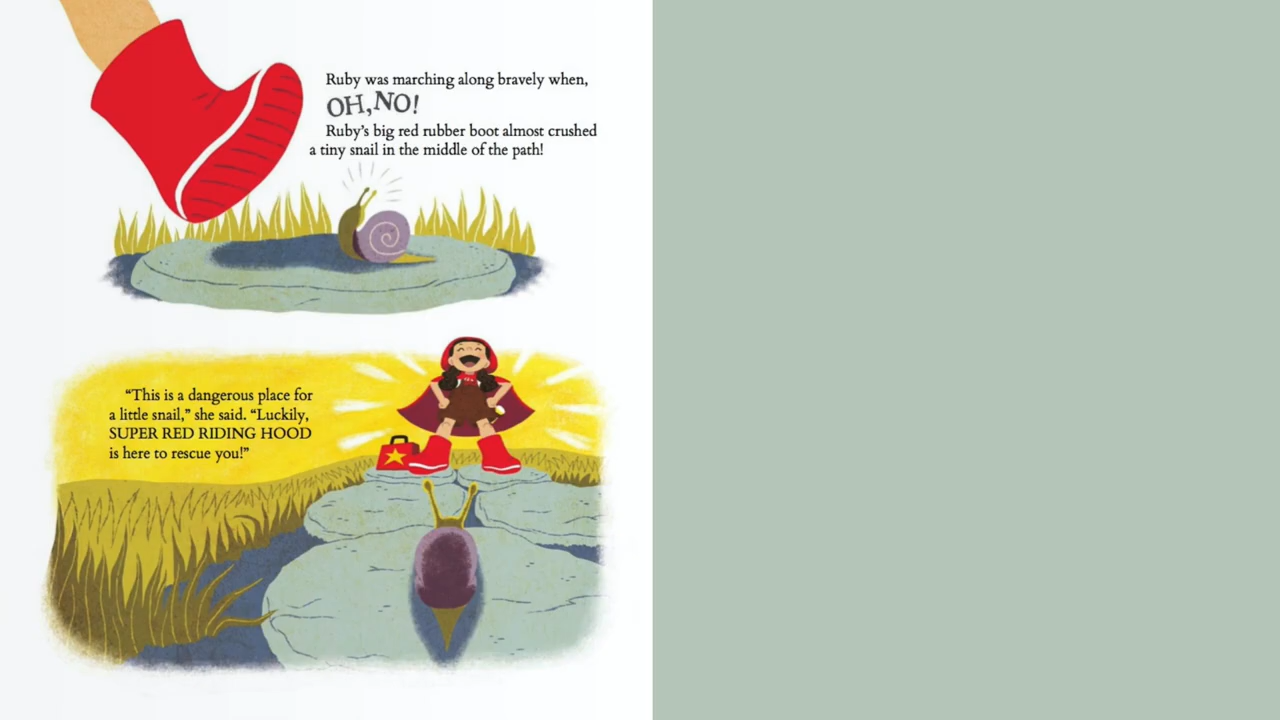 Ruby was marching along bravely when,
OH, NO!
Ruby’s big red rubber boot almost crushed
a tiny snail in the middle of the path!
“This is a dangerous place for
a little snail,” she said. “Luckily,
SUPER RED RIDING HOOD
is here to rescue you!”